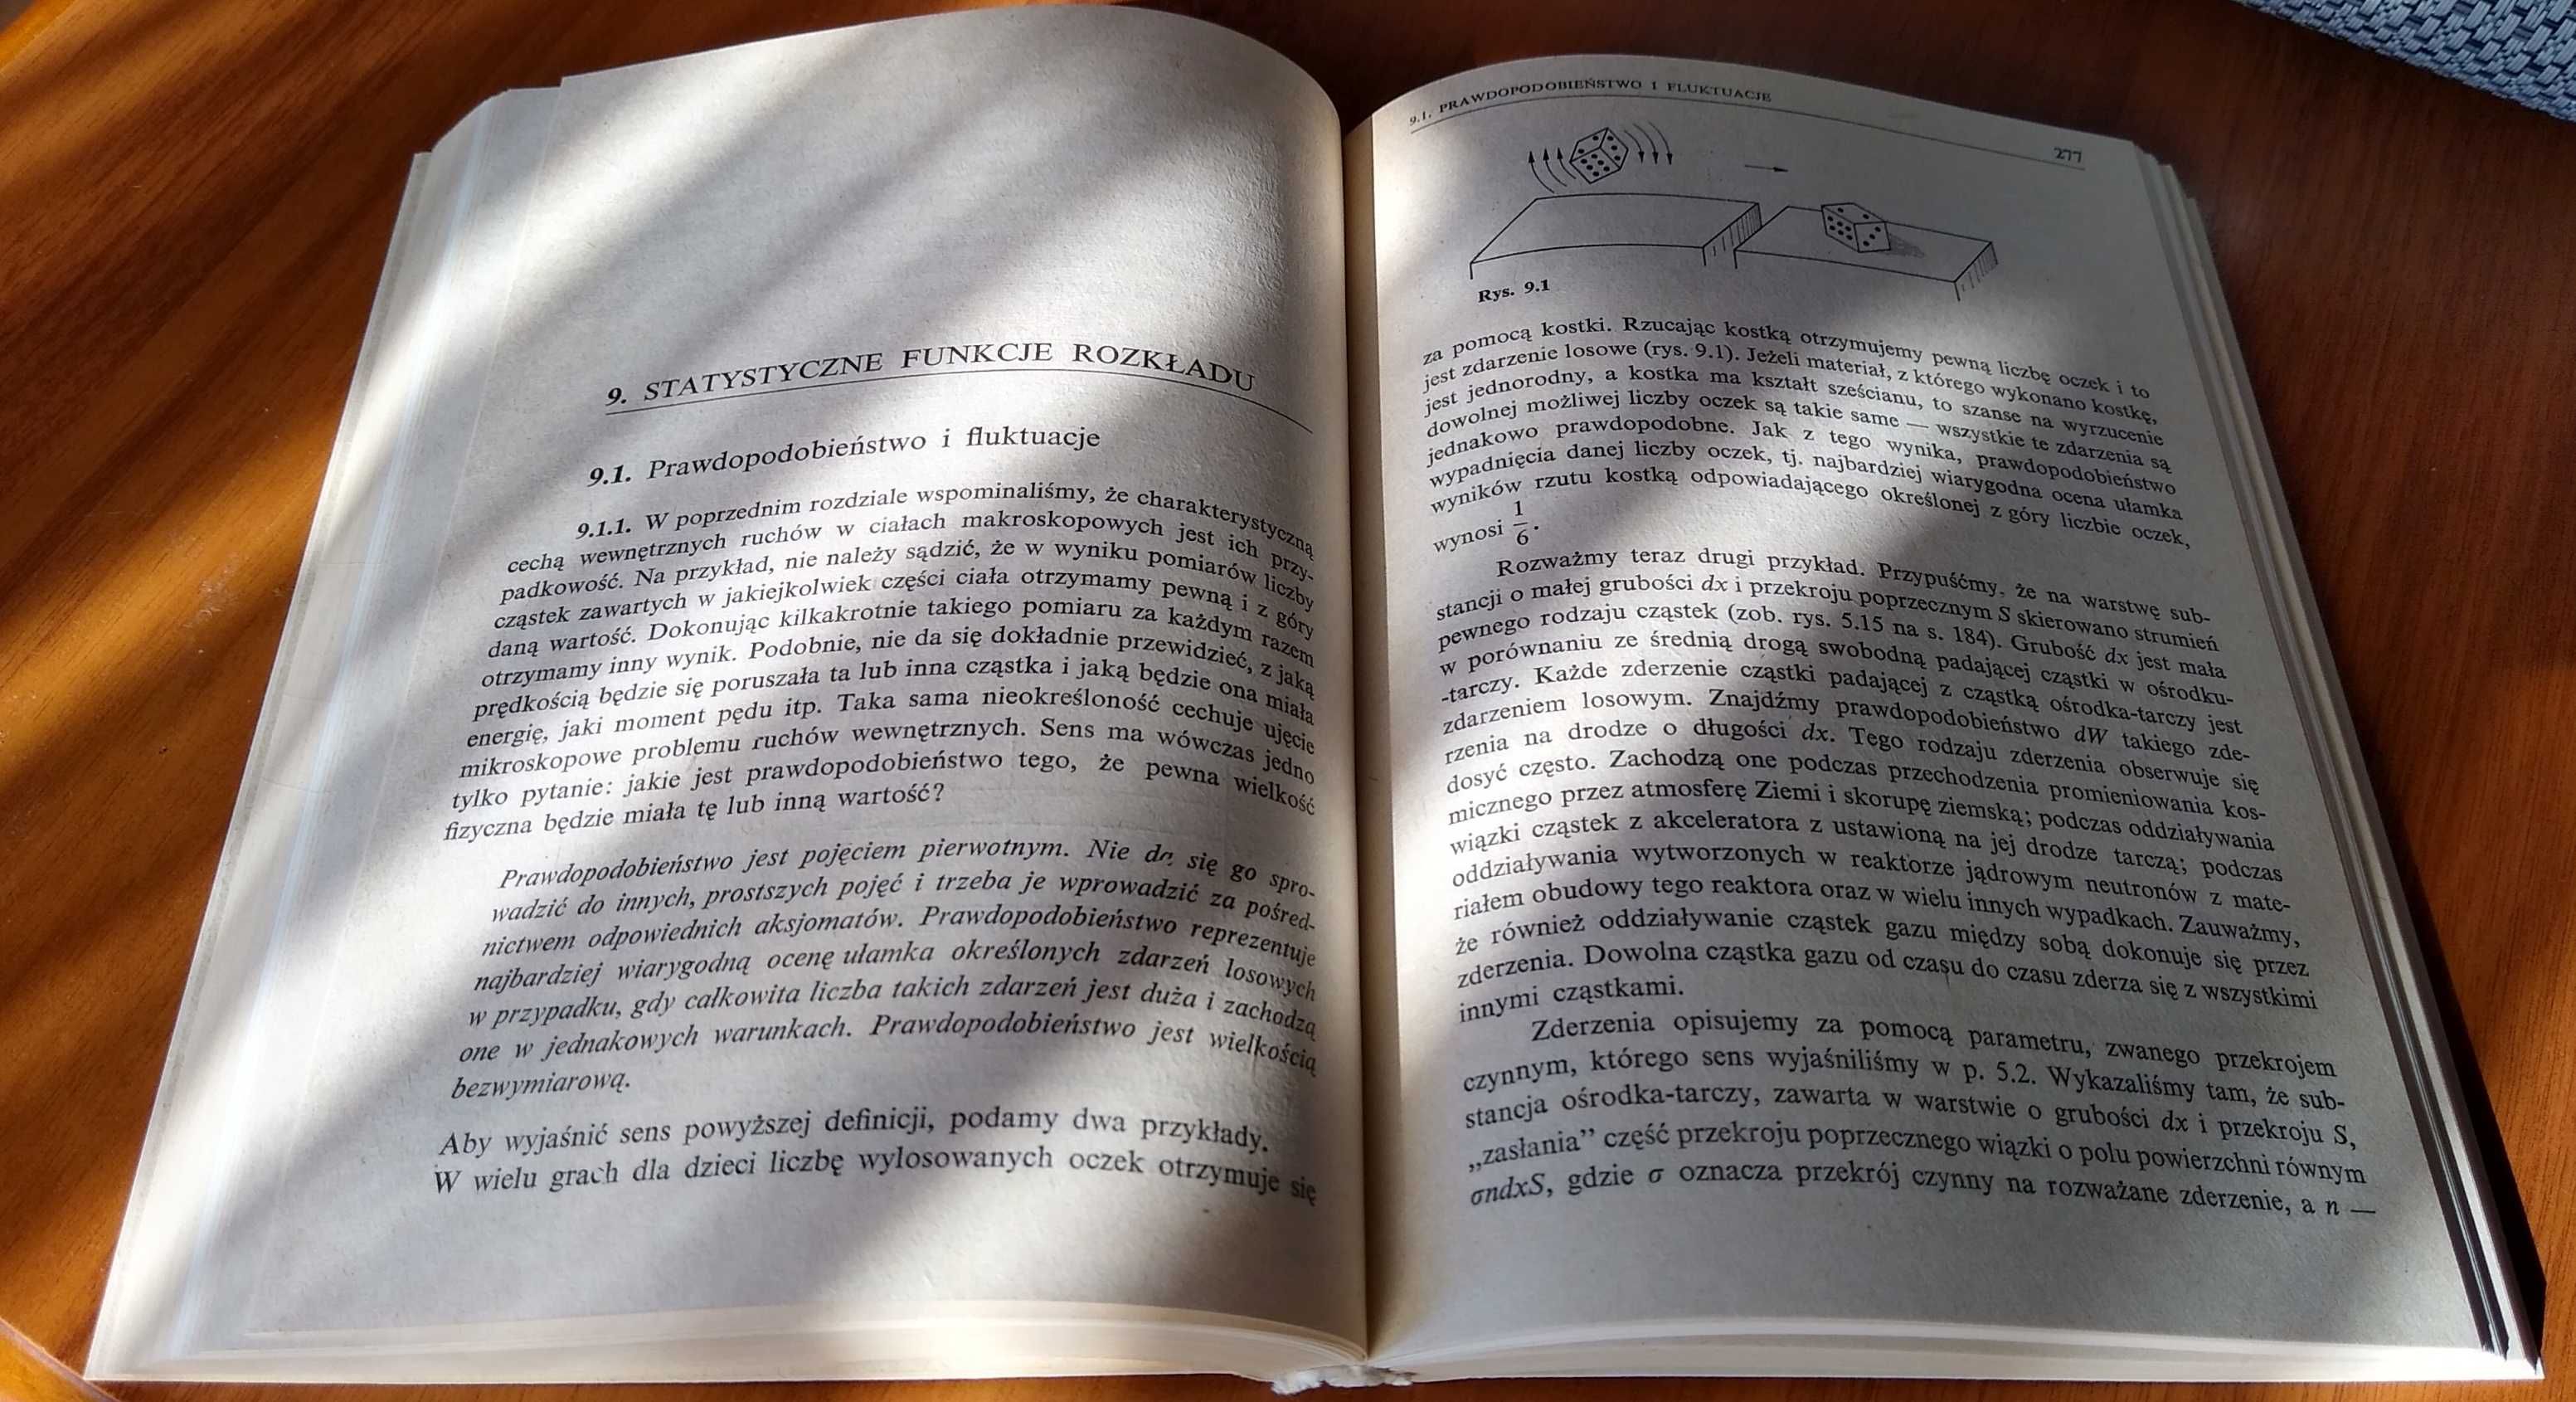 9. STATYSTYCZNE FUNKCJE ROZKŁADU
9.1. Prawdopodobieństwo i fluktuacje
9.1.1. W poprzednim rozdziale wspominaliśmy, że charakterystyczną
cechą wewnętrznych ruchów w ciałach makroskopowych jest ich przy-
padkowość. Na przykład, nie należy sądzić, że w wyniku pomiarów liczby
cząstek zawartych w jakiejkolwiek części ciała otrzymamy pewną i z góry
daną wartość. Dokonując kilkakrotnie takiego pomiaru za każdym razem
otrzymamy inny wynik. Podobnie, nie da się dokładnie przewidzieć, z jaką
prędkością będzie się poruszała ta lub inna cząstka i jaką będzie ona miała
energię, jaki moment pędu itp. Taka sama nieokreśloność cechuje ujęcie
mikroskopowe problemu ruchów wewnętrznych. Sens ma wówczas jedno
tylko pytanie: jakie jest prawdopodobieństwo tego, że pewna wielkość
fizyczna będzie miała tę lub inną wartość?
Prawdopodobieństwo jest pojęciem pierwotnym. Nie da się go spro-
wadzić do innych, prostszych pojęć i trzeba je wprowadzić za pośred-
nictwem odpowiednich aksjomatów. Prawdopodobieństwo reprezentuje
najbardziej wiarygodną ocenę ułamka określonych zdarzeń losowych
w przypadku, gdy całkowita liczba takich zdarzeń jest duża i zachodzą
one w jednakowych warunkach. Prawdopodobieństwo jest wielkością
bezwymiarową.
Aby wyjaśnić sens powyższej definicji, podamy dwa przykłady.
W wielu grach dla dzieci liczbę wylosowanych oczek otrzymuje się
9.1. PRAWDOPODOBIEŃSTWO I FLUKTUACJE 277
Rys. 9.1
za pomocą kostki. Rzucając kostką otrzymujemy pewną liczbę oczek i to
jest zdarzenie losowe (rys. 9.1). Jeżeli materiał, z którego wykonano kostkę,
jest jednorodny, a kostka ma kształt sześcianu, to szanse na wyrzucenie
dowolnej możliwej liczby oczek są takie same — wszystkie te zdarzenia są
jednakowo prawdopodobne. Jak z tego wynika, prawdopodobieństwo
wypadnięcia danej liczby oczek, tj. najbardziej wiarygodna ocena ułamka
wyników rzutu kostką odpowiadającego określonej z góry liczbie oczek,
wynosi 1/6.
Rozważmy teraz drugi przykład. Przypuśćmy, że na warstwę sub-
stancji o małej grubości dx i przekroju poprzecznym S skierowano strumień
pewnego rodzaju cząstek (zob. rys. 5.15 na s. 184). Grubość dx jest mała
w porównaniu ze średnią drogą swobodną padającej cząstki w ośrodku-
-tarczy. Każde zderzenie cząstki padającej z cząstką ośrodka-tarczy jest
zdarzeniem losowym. Znajdźmy prawdopodobieństwo dW takiego zde-
rzenia na drodze o długości dx. Tego rodzaju zderzenia obserwuje się
dosyć często. Zachodzą one podczas przechodzenia promieniowania kos-
micznego przez atmosferę Ziemi i skorupę ziemską; podczas oddziaływania
wiązki cząstek z akceleratora z ustawioną na jej drodze tarczą; podczas
oddziaływania wytworzonych w reaktorze jądrowym neutronów z mate-
riałem obudowy tego reaktora oraz w wielu innych wypadkach. Zauważmy,
że również oddziaływanie cząstek gazu między sobą dokonuje się przez
zderzenia. Dowolna cząstka gazu od czasu do czasu zderza się z wszystkimi
innymi cząstkami.
Zderzenia opisujemy za pomocą parametru, zwanego przekrojem
czynnym, którego sens wyjaśniliśmy w p. 5.2. Wykazaliśmy tam, że sub-
stancja ośrodka-tarczy, zawarta w warstwie o grubości dx i przekroju S,
„zasłania” część przekroju poprzecznego wiązki o polu powierzchni równym
σndxS, gdzie σ oznacza przekrój czynny na rozważane zderzenie, a n —